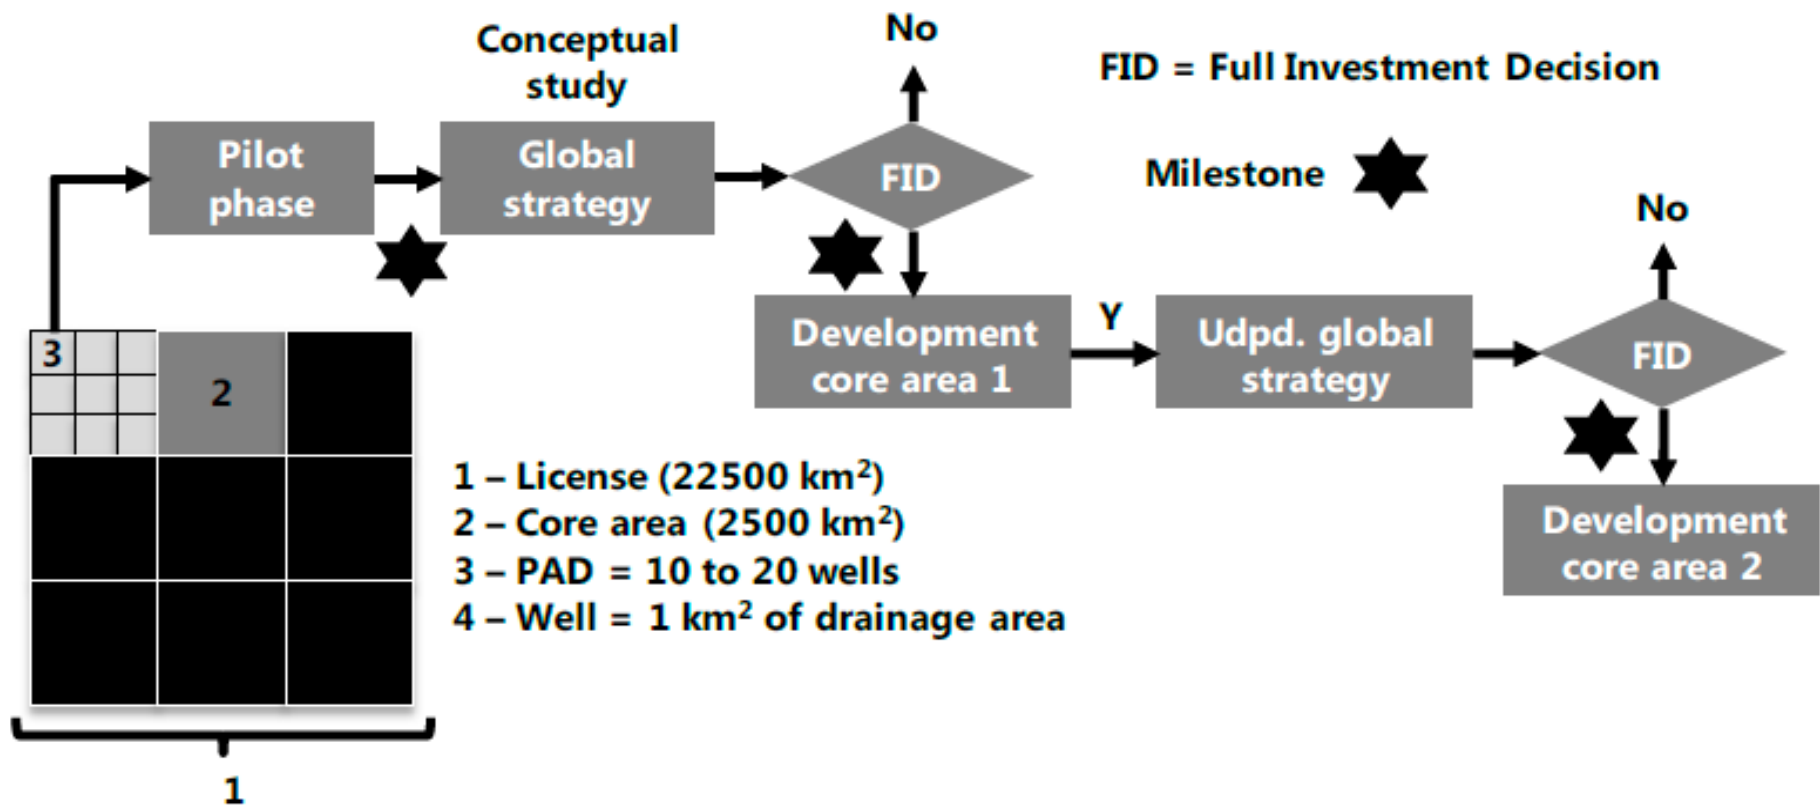 Conceptual
study
No
FID = Full Investment Decision
Pilot
phase
Global
strategy
FID
Milestone
No
Development
core area 1
Y
Udpd. global
strategy
FID
3
2
1 – License (22500 km²)
2 – Core area (2500 km²)
3 – PAD = 10 to 20 wells
4 – Well = 1 km² of drainage area
Development
core area 2
1